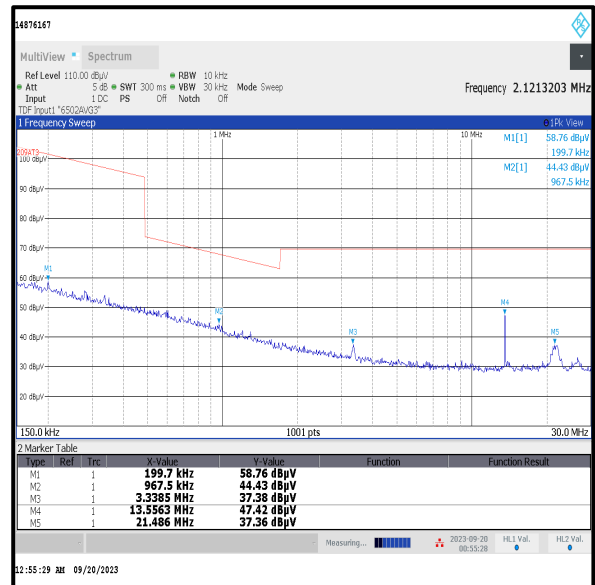 14876167
MultiView Spectrum
Ref Level 110.00 dBµV RBW 10 kHz
Att 5 dB SWT 300 ms VBW 30 kHz Mode Sweep Frequency 2.1213203 MHz
Input 1 DC PS Off Notch Off
TDF Input1 "6502AVG3"
1 Frequency Sweep 1Pk View
1 MHz 10 MHz M1[1] 58.76 dBµV
199.7 kHz
M2[1] 44.43 dBµV
967.5 kHz
209AT3
100 dBµV
90 dBµV
80 dBµV
70 dBµV
M1
60 dBµV
50 dBµV
M2 M4
40 dBµV
M3 M5
30 dBµV
20 dBµV
150.0 kHz 1001 pts 30.0 MHz
2 Marker Table
Type Ref Trc X-Value Y-Value Function Function Result
M1 1 199.7 kHz 58.76 dBµV
M2 1 967.5 kHz 44.43 dBµV
M3 1 3.3385 MHz 37.38 dBµV
M4 1 13.5563 MHz 47.42 dBµV
M5 1 21.486 MHz 37.36 dBµV
Measuring... 2023-09-20 HL1 Val. HL2 Val.
00:55:28
12:55:29 AM 09/20/2023